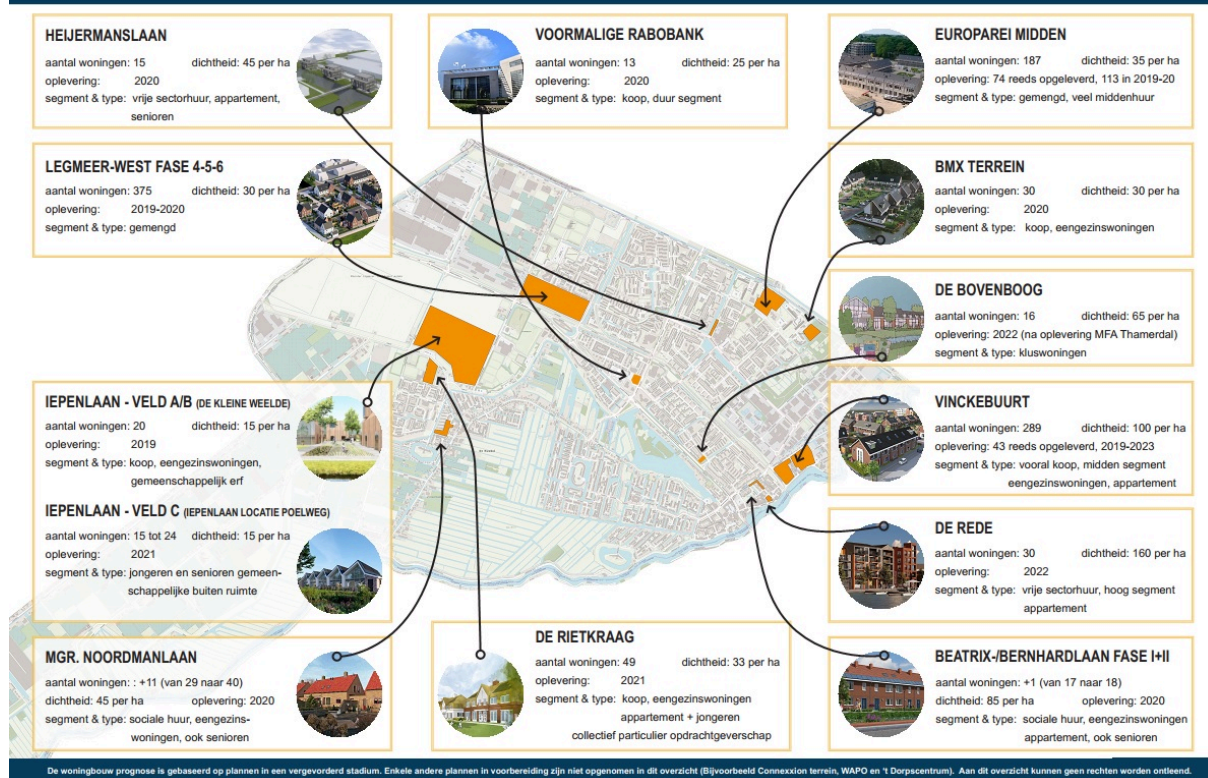 HEIJERMANSLAAN
aantal woningen: 15 dichtheid: 45 per ha
oplevering: 2020
segment & type: vrije sectorhuur, appartement,
senioren
VOORMALIGE RABOBANK
aantal woningen: 13 dichtheid: 25 per ha
oplevering: 2020
segment & type: koop, duur segment
EUROPAREI MIDDEN
aantal woningen: 187 dichtheid: 35 per ha
oplevering: 74 reeds opgeleverd, 113 in 2019-20
segment & type: gemengd, veel middenhuur
LEGMEER-WEST FASE 4-5-6
aantal woningen: 375 dichtheid: 30 per ha
oplevering: 2019-2020
segment & type: gemengd
BMX TERREIN
aantal woningen: 30 dichtheid: 30 per ha
oplevering: 2020
segment & type: koop, eengezinswoningen
DE BOVENBOOG
aantal woningen: 16 dichtheid: 65 per ha
oplevering: 2022 (na oplevering MFA Thamerdal)
segment & type: kluswoningen
IEPENLAAN - VELD A/B (DE KLEINE WEELDE)
aantal woningen: 20 dichtheid: 15 per ha
oplevering: 2019
segment & type: koop, eengezinswoningen,
gemeenschappelijk erf
IEPENLAAN - VELD C (IEPENLAAN LOCATIE POELWEG)
aantal woningen: 15 tot 24 dichtheid: 15 per ha
oplevering: 2021
segment & type: jongeren en senioren gemeen-
schappelijke buiten ruimte
VINCKEBUURT
aantal woningen: 289 dichtheid: 100 per ha
oplevering: 43 reeds opgeleverd, 2019-2023
segment & type: vooral koop, midden segment
eengezinswoningen, appartement
DE REDE
aantal woningen: 30 dichtheid: 160 per ha
oplevering: 2022
segment & type: vrije sectorhuur, hoog segment
appartement
MGR. NOORDMANLAAN
aantal woningen: : +11 (van 29 naar 40)
dichtheid: 45 per ha oplevering: 2020
segment & type: sociale huur, eengezins-
woningen, ook senioren
DE RIETKRAAG
aantal woningen: 49 dichtheid: 33 per ha
oplevering: 2021
segment & type: koop, eengezinswoningen
appartement + jongeren
collectief particulier opdrachtgeverschap
BEATRIX-/BERNHARDLAAN FASE I+II
aantal woningen: +1 (van 17 naar 18)
dichtheid: 85 per ha oplevering: 2020
segment & type: sociale huur, eengezinswoningen
appartement, ook senioren
De woningbouw prognose is gebaseerd op plannen in een vergevorderd stadium. Enkele andere plannen in voorbereiding zijn niet opgenomen in dit overzicht (Bijvoorbeeld Connexxion terrein, WAPO en 't Dorpscentrum). Aan dit overzicht kunnen geen rechten worden ontleend.